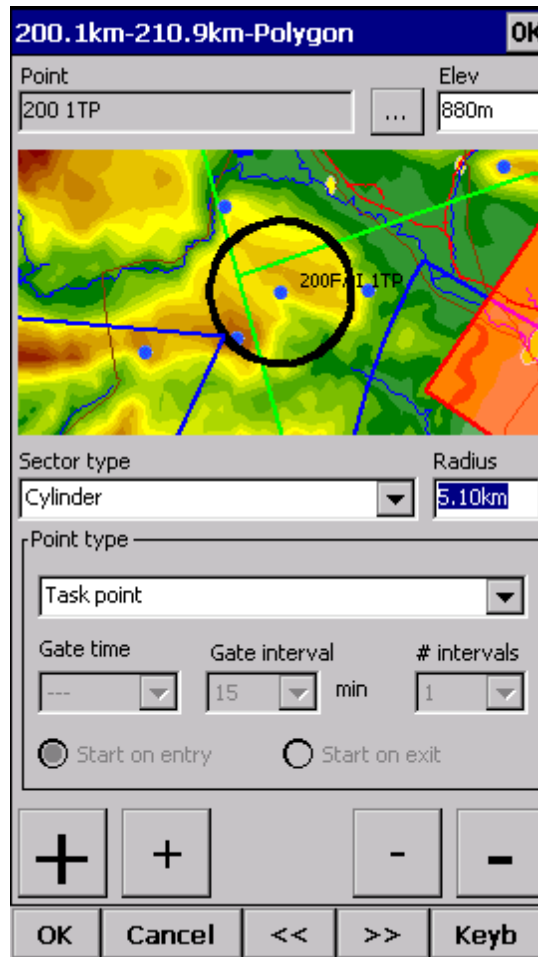 200.1km-210.9km-Polygon OK
Point Elev
200 1TP ... 880m
200F/I 1TP
Sector type Radius
Cylinder 5.10km
Point type
Task point
Gate time Gate interval # intervals
--- 15 min 1
Start on entry Start on exit
+ + - -
OK Cancel << >> Keyb